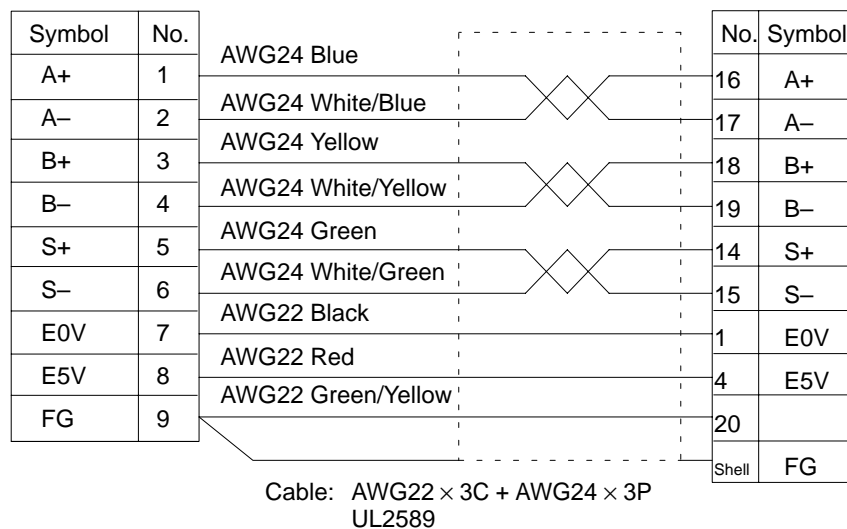 Symbol No. No. Symbol
AWG24 Blue
A+ 1 16 A+
AWG24 White/Blue
A– 2 17 A–
AWG24 Yellow
B+ 3 18 B+
AWG24 White/Yellow
B– 4 19 B–
AWG24 Green
S+ 5 14 S+
AWG24 White/Green
S– 6 15 S–
AWG22 Black
E0V 7 1 E0V
AWG22 Red
E5V 8 4 E5V
AWG22 Green/Yellow
FG 9 20
Shell FG
Cable: AWG22 × 3C + AWG24 × 3P
UL2589